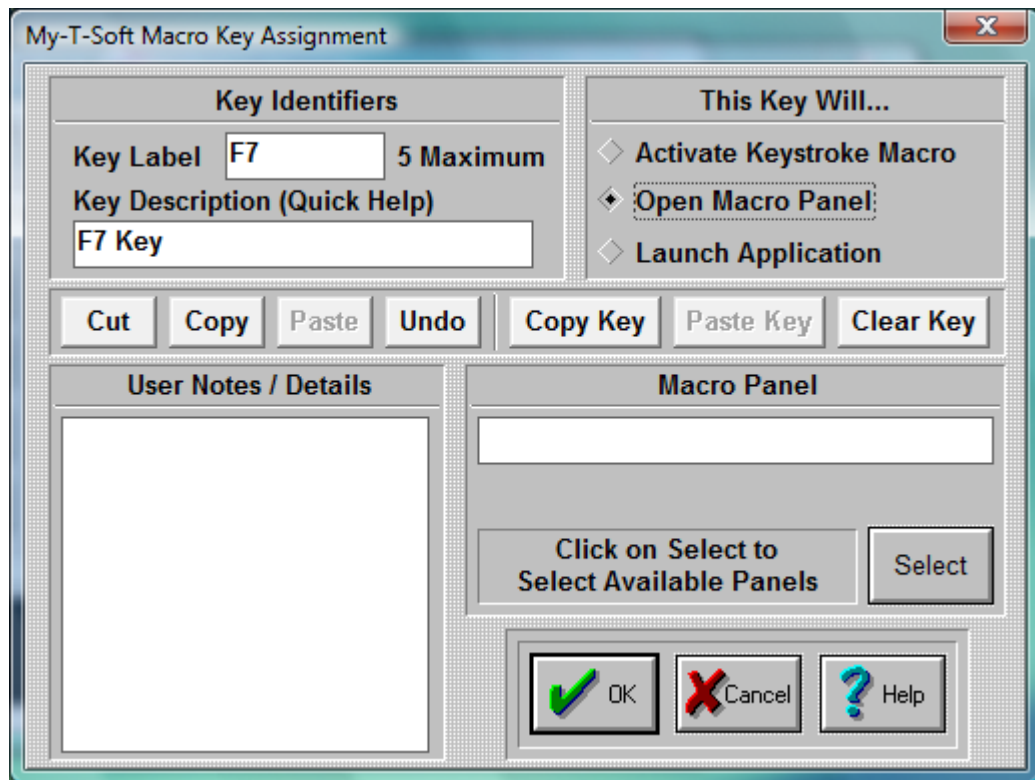 My-T-Soft Macro Key Assignment
Key Identifiers
Key Label F7 5 Maximum
Key Description (Quick Help)
F7 Key
This Key Will...
Activate Keystroke Macro
Open Macro Panel
Launch Application
Cut Copy Paste Undo Copy Key Paste Key Clear Key
User Notes / Details
Macro Panel
Click on Select to
Select Available Panels
Select
OK Cancel Help